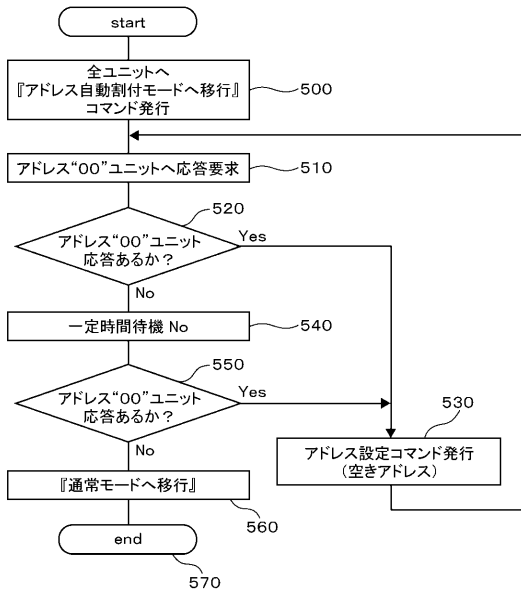 start
全ユニットへ
『アドレス自動割付モードへ移行』
コマンド発行
500
アドレス“00”ユニットへ応答要求
510
520
アドレス“00”ユニット
応答あるか？
Yes
No
一定時間待機 No
540
550
アドレス“00”ユニット
応答あるか？
Yes
No
530
アドレス設定コマンド発行
(空きアドレス)
『通常モードへ移行』
560
end
570